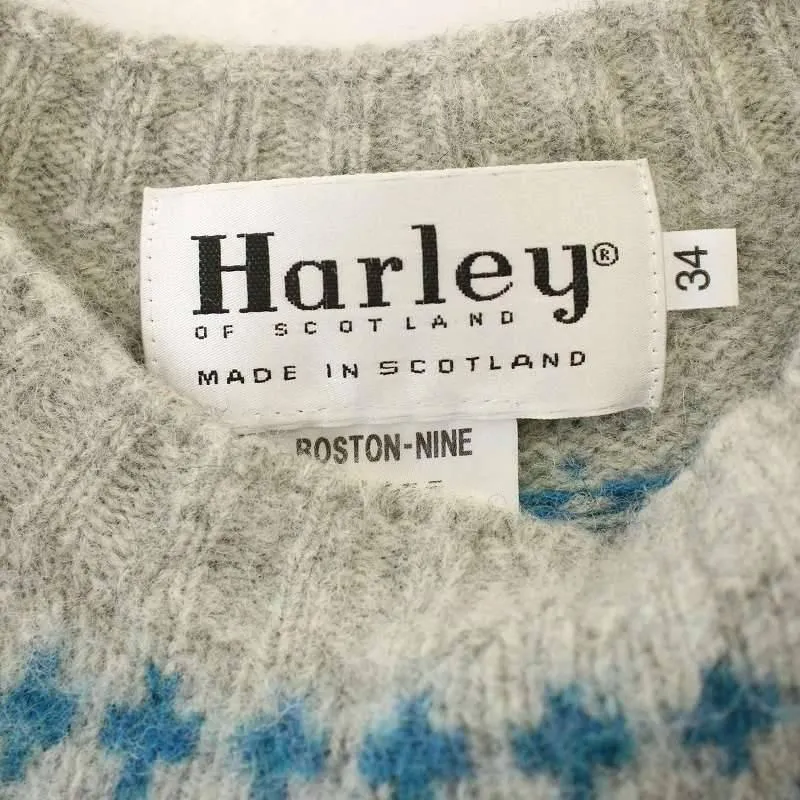 Harley®
OF SCOTLAND
MADE IN SCOTLAND
34
BOSTON-NINE